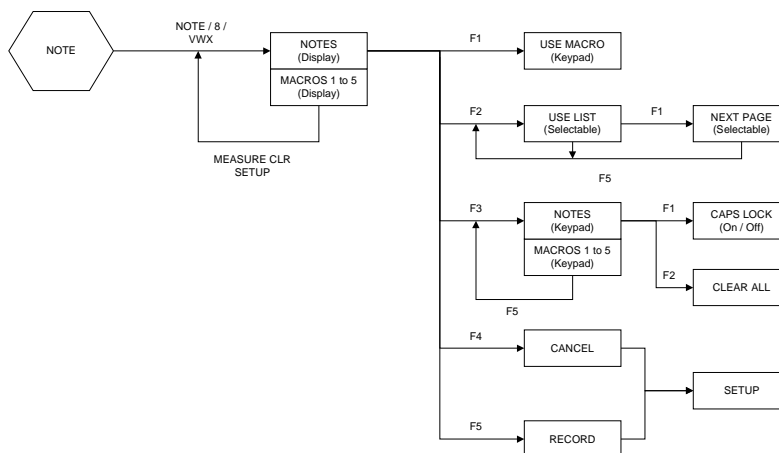 NOTE
NOTE / 8 /
VWX
NOTES
(Display)
MACROS 1 to 5
(Display)
MEASURE CLR
SETUP
F1
USE MACRO
(Keypad)
F2
USE LIST
(Selectable)
F1
NEXT PAGE
(Selectable)
F5
F3
NOTES
(Keypad)
MACROS 1 to 5
(Keypad)
F5
F1
CAPS LOCK
(On / Off)
F2
CLEAR ALL
F4
CANCEL
SETUP
F5
RECORD